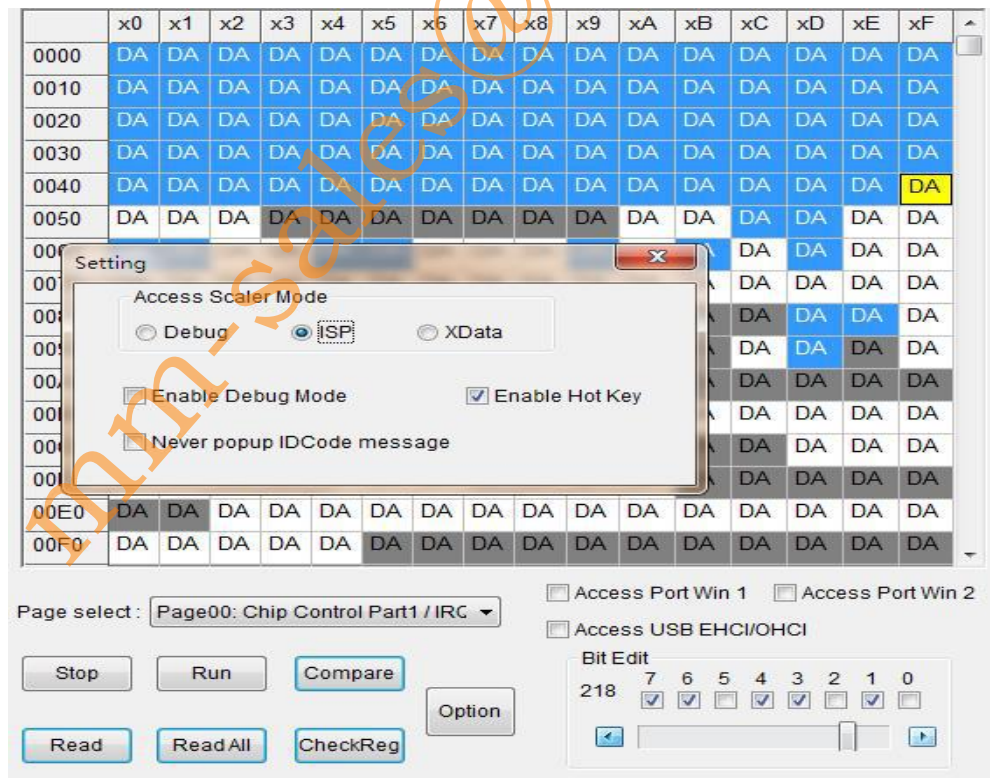 x0 x1 x2 x3 x4 x5 x6 x7 x8 x9 xA xB xC xD xE xF
0000 DA DA DA DA DA DA DA DA DA DA DA DA DA DA DA DA
0010 DA DA DA DA DA DA DA DA DA DA DA DA DA DA DA DA
0020 DA DA DA DA DA DA DA DA DA DA DA DA DA DA DA DA
0030 DA DA DA DA DA DA DA DA DA DA DA DA DA DA DA DA
0040 DA DA DA DA DA DA DA DA DA DA DA DA DA DA DA DA
0050 DA DA DA DA DA DA DA DA DA DA DA DA DA DA DA DA
DA DA DA DA
Setting
DA DA DA DA
Access Scaler Mode
DA DA DA DA
Debug ISP XData
DA DA DA DA
DA DA DA DA
Enable Debug Mode Enable Hot Key
DA DA DA DA
Never popup IDCode message
DA DA DA DA
DA DA DA DA
00E0 DA DA DA DA DA DA DA DA DA DA DA DA DA DA DA DA
00F0 DA DA DA DA DA DA DA DA DA DA DA DA DA DA DA DA
mm-sales@
Access Port Win 1 Access Port Win 2
Page select : Page00: Chip Control Part1 / IRC
Access USB EHCI/OHCI
Bit Edit
7 6 5 4 3 2 1 0
218
Stop Run Compare
Option
Read Read All CheckReg